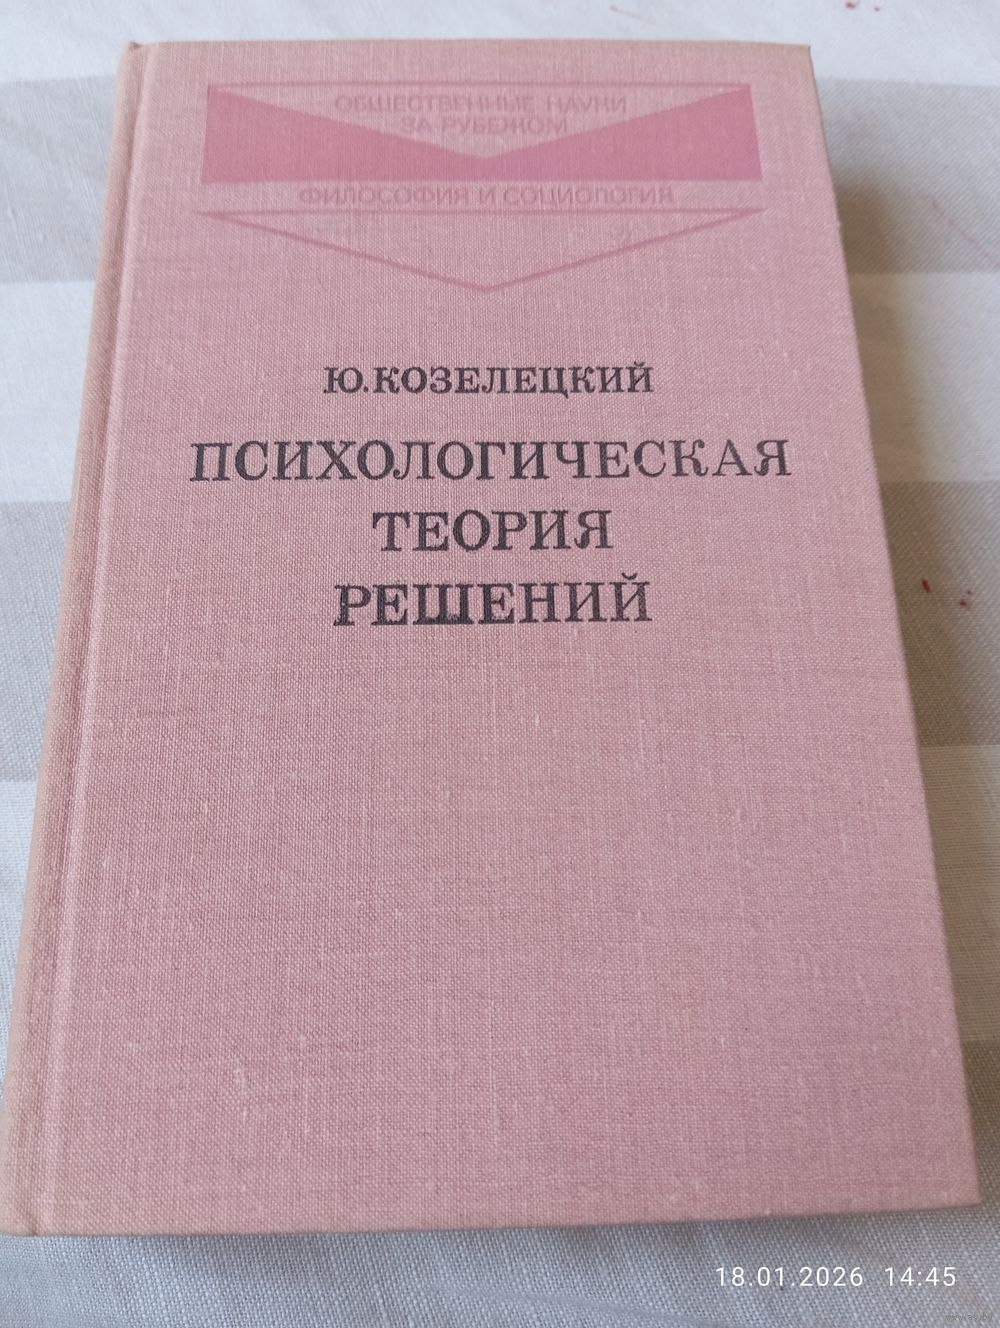 ОБЩЕСТВЕННЫЕ НАУКИ
ЗА РУБЕЖОМ
ФИЛОСОФИЯ И СОЦИОЛОГИЯ
Ю.КОЗЕЛЕЦКИЙ
ПСИХОЛОГИЧЕСКАЯ
ТЕОРИЯ
РЕШЕНИЙ
18.01.2026 14:45